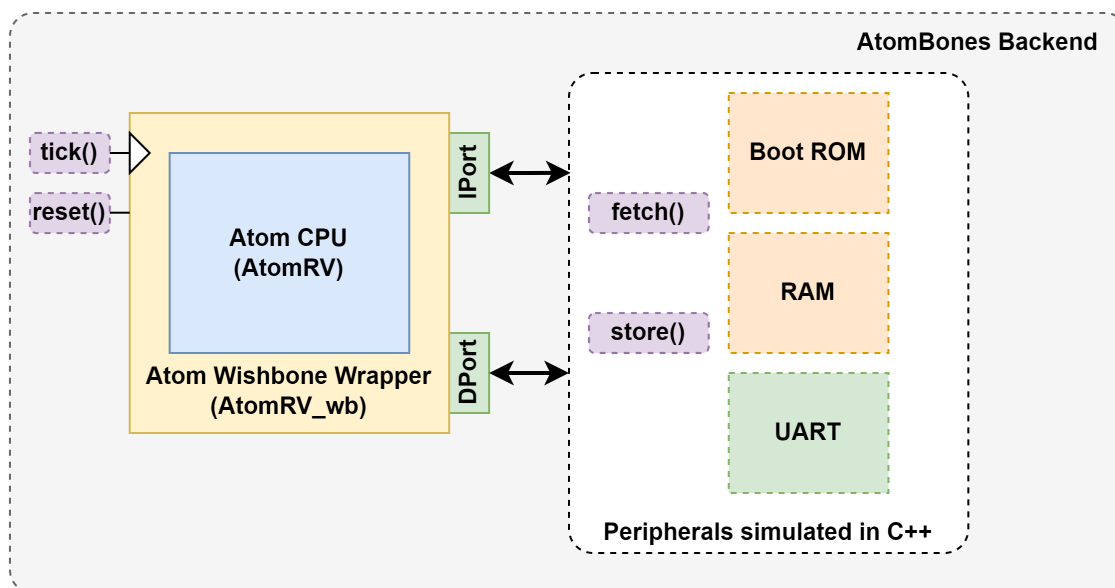 AtomBones Backend
tick()
reset()
Atom CPU
(AtomRV)
Atom Wishbone Wrapper
(AtomRV_wb)
IPort
DPort
fetch()
store()
Boot ROM
RAM
UART
Peripherals simulated in C++